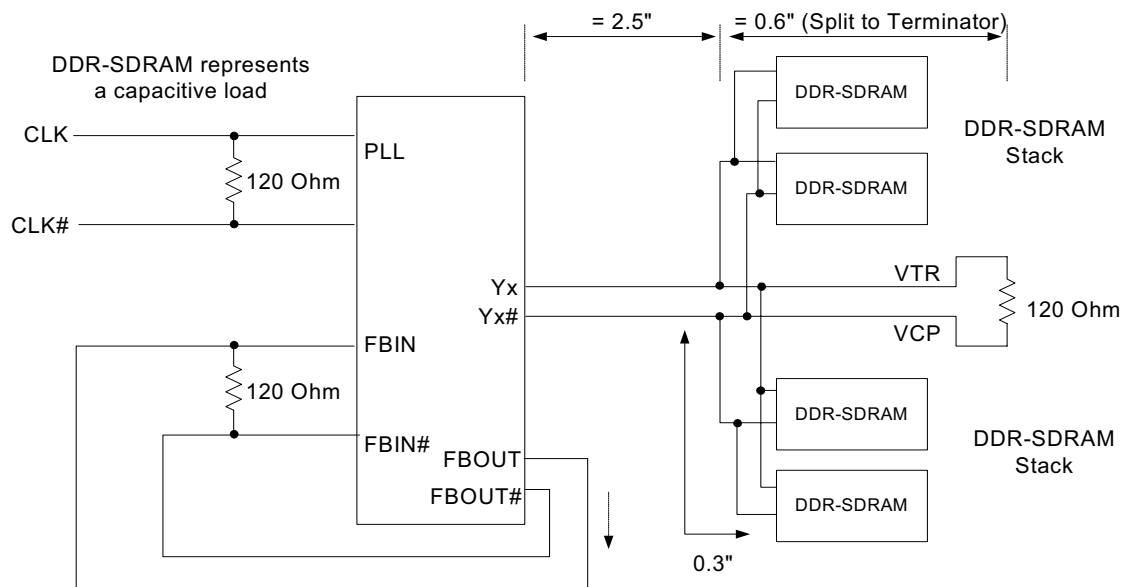 = 2.5"
= 0.6" (Split to Terminator)
DDR-SDRAM represents
a capacitive load
DDR-SDRAM
DDR-SDRAM
Stack
CLK
PLL
120 Ohm
DDR-SDRAM
CLK#
VTR
Yx
120 Ohm
Yx#
VCP
FBIN
120 Ohm
DDR-SDRAM
FBIN#
DDR-SDRAM
Stack
FBOUT
FBOUT#
DDR-SDRAM
0.3"